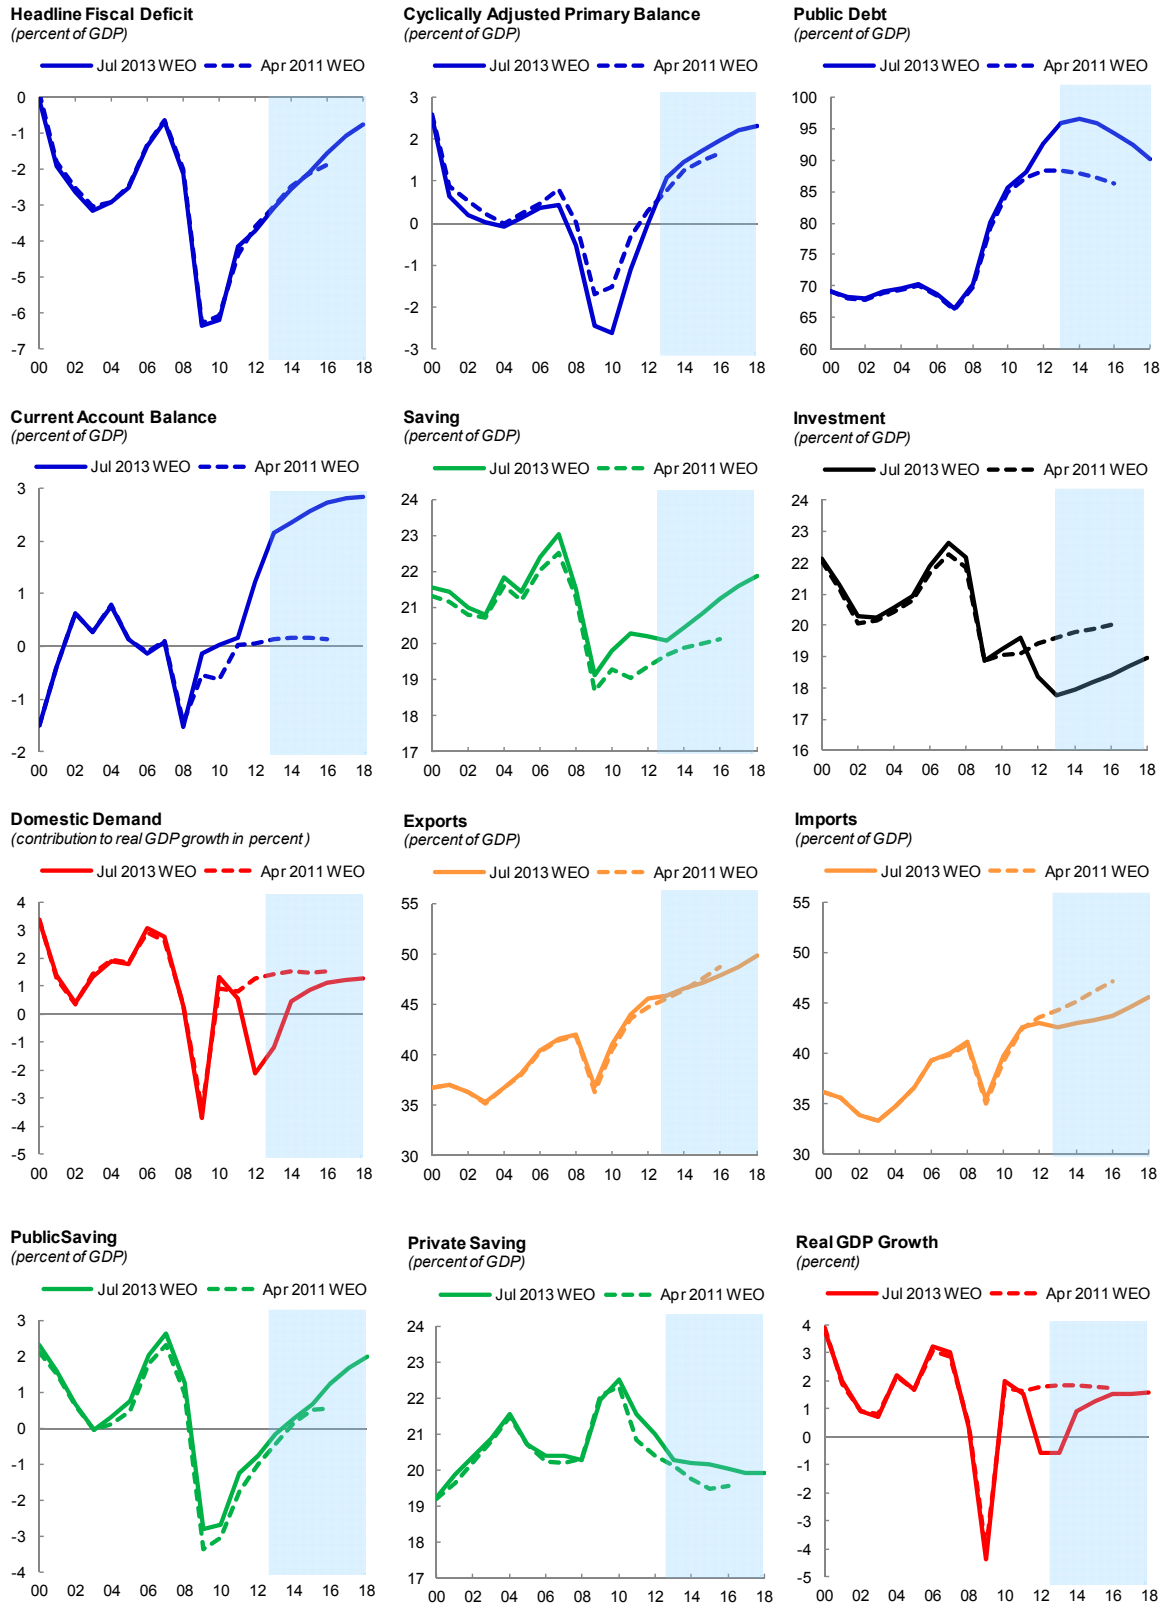 Headline Fiscal Deficit
(percent of GDP)
Jul 2013 WEO Apr 2011 WEO
0
-1
-2
-3
-4
-5
-6
-7
00 02 04 06 08 10 12 14 16 18
Cyclically Adjusted Primary Balance
(percent of GDP)
Jul 2013 WEO Apr 2011 WEO
3
2
1
0
-1
-2
-3
00 02 04 06 08 10 12 14 16 18
Public Debt
(percent of GDP)
Jul 2013 WEO Apr 2011 WEO
100
95
90
85
80
75
70
65
60
00 02 04 06 08 10 12 14 16 18
Current Account Balance
(percent of GDP)
Jul 2013 WEO Apr 2011 WEO
3
2
1
0
-1
-2
00 02 04 06 08 10 12 14 16 18
Saving
(percent of GDP)
Jul 2013 WEO Apr 2011 WEO
24
23
22
21
20
19
18
17
00 02 04 06 08 10 12 14 16 18
Investment
(percent of GDP)
Jul 2013 WEO Apr 2011 WEO
24
23
22
21
20
19
18
17
16
00 02 04 06 08 10 12 14 16 18
Domestic Demand
(contribution to real GDP growth in percent)
Jul 2013 WEO Apr 2011 WEO
4
3
2
1
0
-1
-2
-3
-4
-5
00 02 04 06 08 10 12 14 16 18
Exports
(percent of GDP)
Jul 2013 WEO Apr 2011 WEO
55
50
45
40
35
30
00 02 04 06 08 10 12 14 16 18
Imports
(percent of GDP)
Jul 2013 WEO Apr 2011 WEO
55
50
45
40
35
30
00 02 04 06 08 10 12 14 16 18
Public Saving
(percent of GDP)
Jul 2013 WEO Apr 2011 WEO
3
2
1
0
-1
-2
-3
-4
00 02 04 06 08 10 12 14 16 18
Private Saving
(percent of GDP)
Jul 2013 WEO Apr 2011 WEO
24
23
22
21
20
19
18
17
00 02 04 06 08 10 12 14 16 18
Real GDP Growth
(percent)
Jul 2013 WEO Apr 2011 WEO
4
3
2
1
0
-1
-2
-3
-4
-5
00 02 04 06 08 10 12 14 16 18